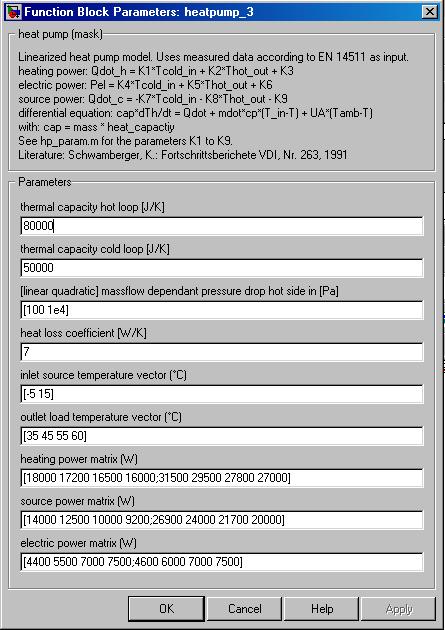 Function Block Parameters: heatpump_3
heat pump (mask)
Linearized heat pump model. Uses measured data according to EN 14511 as input.
heating power: Qdot_h = K1*Tcold_in + K2*Thot_out + K3
electric power: Pel = K4*Tcold_in + K5*Thot_out + K6
source power: Qdot_c = -K7*Tcold_in - K8*Thot_out - K9
differential equation: cap*dTh/dt = Qdot + mdot*cp*(T_in-T) + UA*(Tamb-T)
with: cap = mass * heat_capactiy
See hp_param.m for the parameters K1 to K9.
Literature: Schwamberger, K.: Fortschrittsberichete VDI, Nr. 263, 1991
Parameters
thermal capacity hot loop [J/K]
80000
thermal capacity cold loop [J/K]
50000
[linear quadratic] massflow dependant pressure drop hot side in [Pa]
[100 1e4]
heat loss coefficient [W/K]
7
inlet source temperature vector (°C)
[-5 15]
outlet load temperature vector (°C)
[35 45 55 60]
heating power matrix (W)
[18000 17200 16500 16000;31500 29500 27800 27000]
source power matrix (W)
[14000 12500 10000 9200;26900 24000 21700 20000]
electric power matrix (W)
[4400 5500 7000 7500;4600 6000 7000 7500]
OK Cancel Help Apply